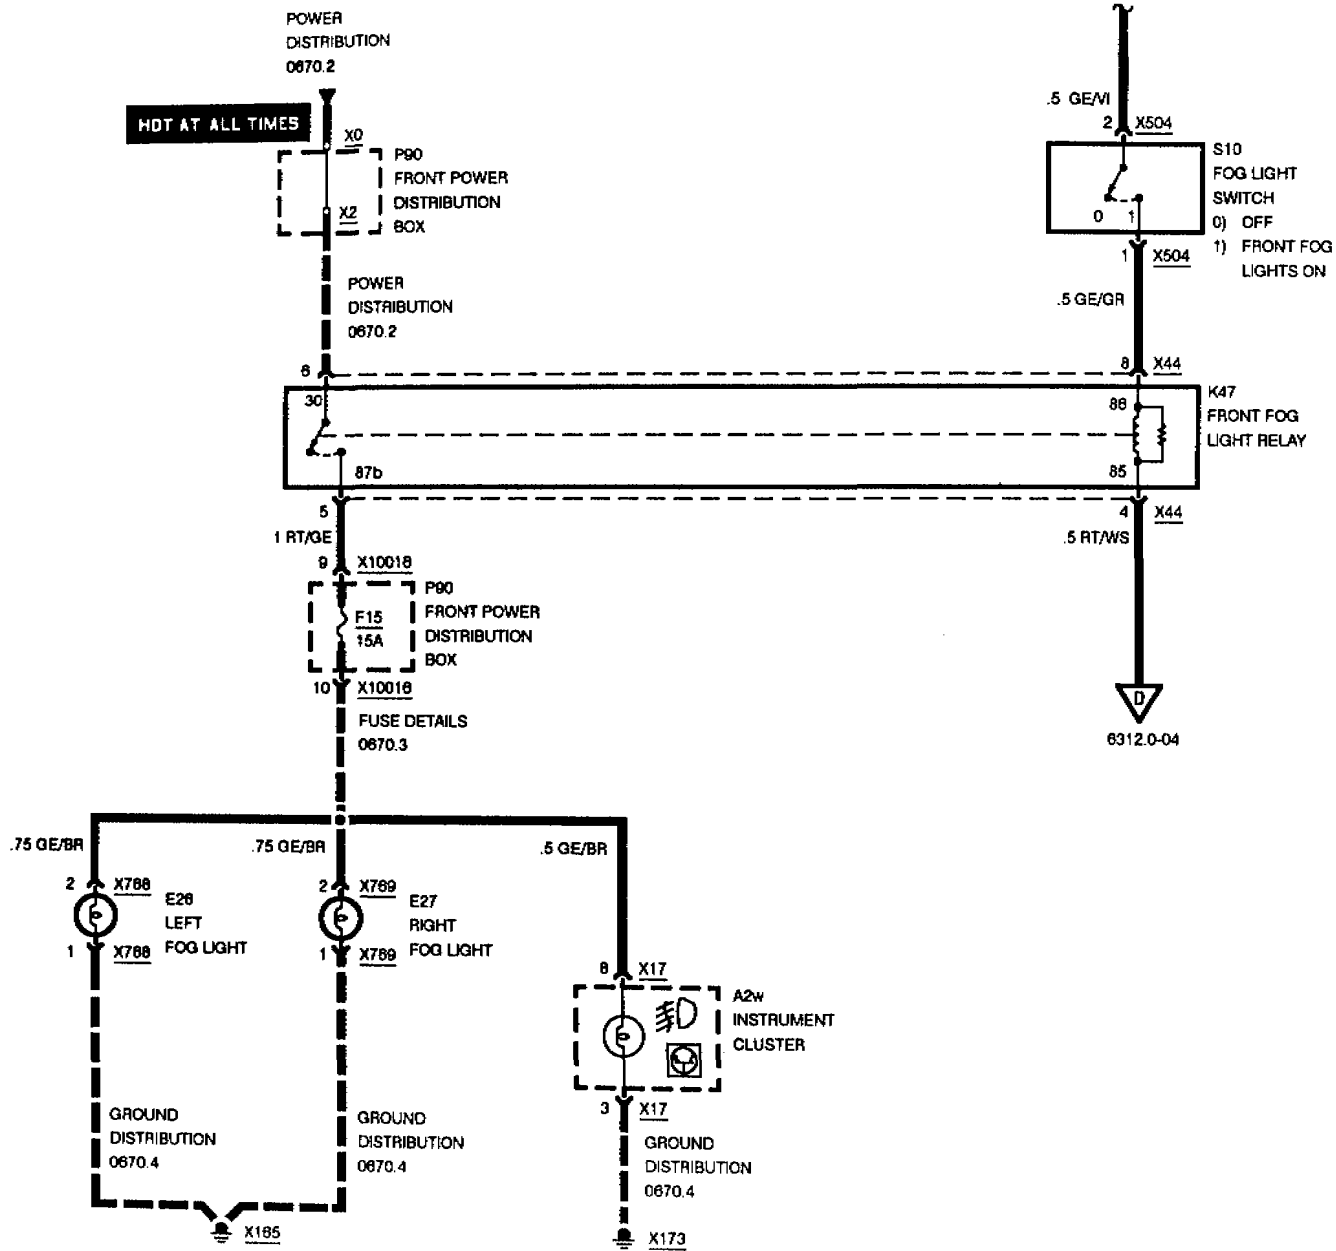 POWER
DISTRIBUTION
0670.2
HOT AT ALL TIMES
X0
P90
FRONT POWER
DISTRIBUTION
BOX
X2
POWER
DISTRIBUTION
0670.2
.5 GE/VI
2 X504
S10
FOG LIGHT
SWITCH
0) OFF
1) FRONT FOG
LIGHTS ON
0 1
1 X504
.5 GE/GR
6
8 X44
30
86
K47
FRONT FOG
LIGHT RELAY
87b
85
5
4 X44
1 RT/GE
.5 RT/WS
9 X10016
P90
FRONT POWER
DISTRIBUTION
BOX
F15
15A
10 X10016
FUSE DETAILS
0670.3
D
6312.0-04
.75 GE/BR
.75 GE/BR
.5 GE/BR
2 X768
E26
LEFT
FOG LIGHT
1 X768
2 X769
E27
RIGHT
FOG LIGHT
1 X769
8 X17
A2w
INSTRUMENT
CLUSTER
3 X17
GROUND
DISTRIBUTION
0670.4
GROUND
DISTRIBUTION
0670.4
GROUND
DISTRIBUTION
0670.4
X165
X173